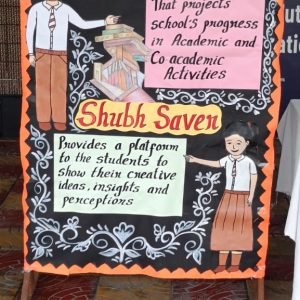 That projects
school's progress
in Academic and
Co academic
Activities
Shubh Saver
Provides a platform
to the students to
show their creative
ideas, insights and
perceptions